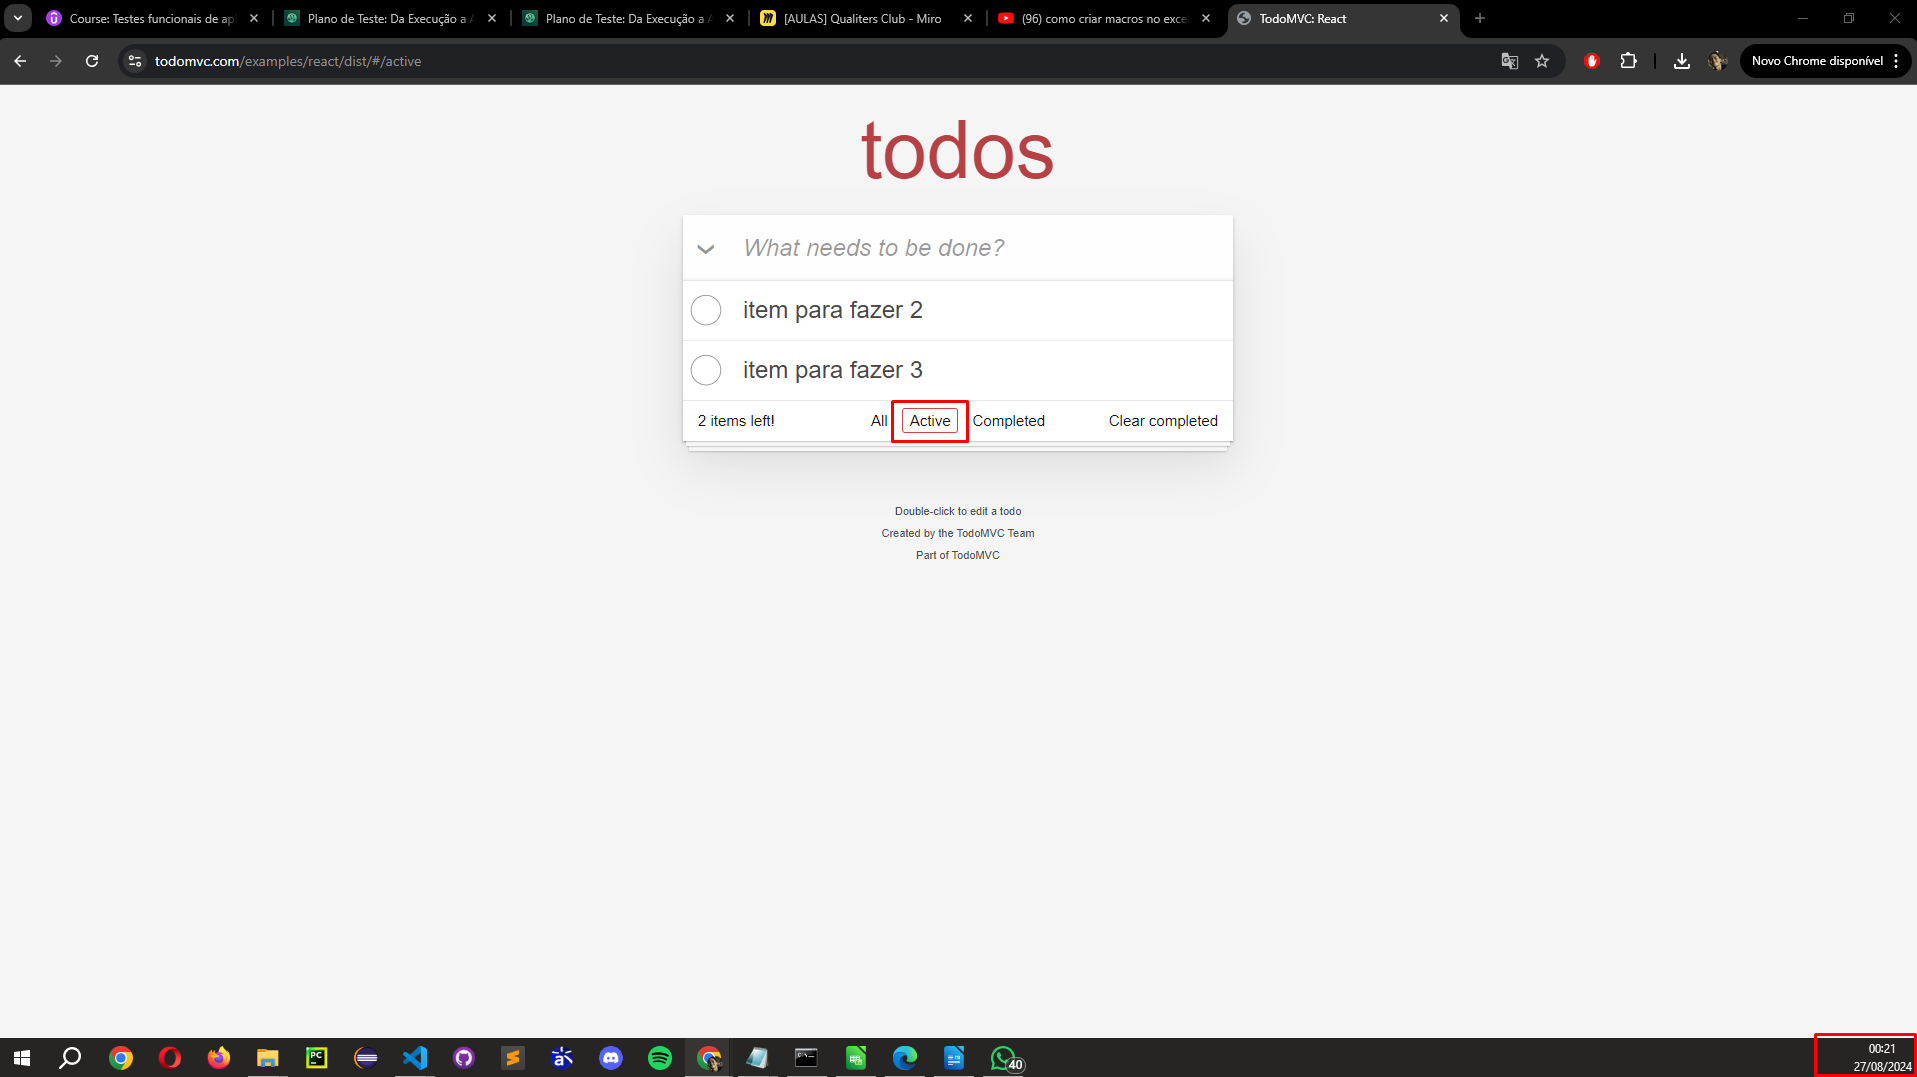 Course: Testes funcionais de ap
Plano de Teste: Da Execução a
Plano de Teste: Da Execução a
[AULAS] Qualiters Club - Miro
(96) como criar macros no exce
TodoMVC: React
todomvc.com/examples/react/dist/#/active
Novo Chrome disponível
todos
What needs to be done?
item para fazer 2
item para fazer 3
2 items left!
All
Active
Completed
Clear completed
Double-click to edit a todo
Created by the TodoMVC Team
Part of TodoMVC
PC
40
00:21
27/08/2024